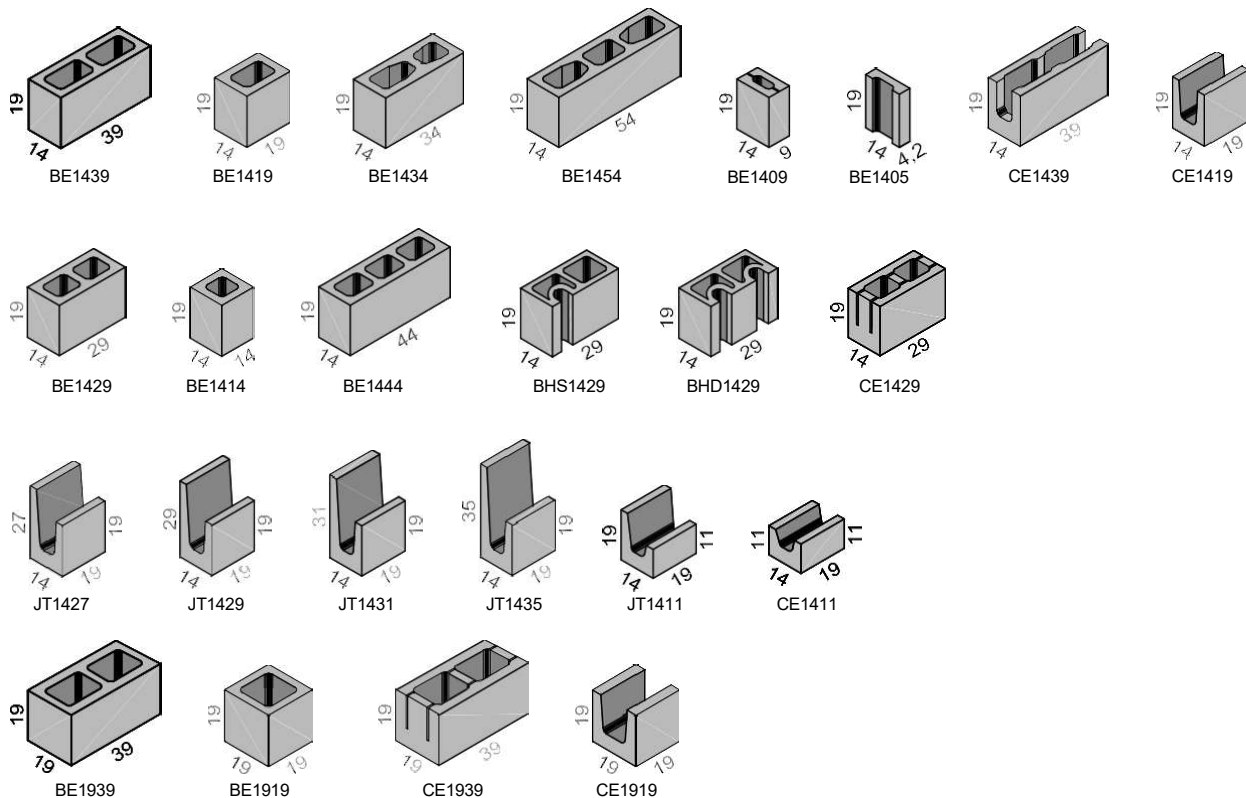 19 14 39 19 14 19 19 14 34 19 14 54 19 14 9 19 14 4,2 19 14 39 19 14 19
BE1439 BE1419 BE1434 BE1454 BE1409 BE1405 CE1439 CE1419
19 14 29 19 14 14 19 14 44 19 14 29 19 14 29 19 14 29
BE1429 BE1414 BE1444 BHS1429 BHD1429 CE1429
27 14 19 19 29 14 19 19 31 14 19 19 35 14 19 19 19 14 19 11 11 14 19 11
JT1427 JT1429 JT1431 JT1435 JT1411 CE1411
19 19 39 19 19 19 19 19 39 19 19 19
BE1939 BE1919 CE1939 CE1919